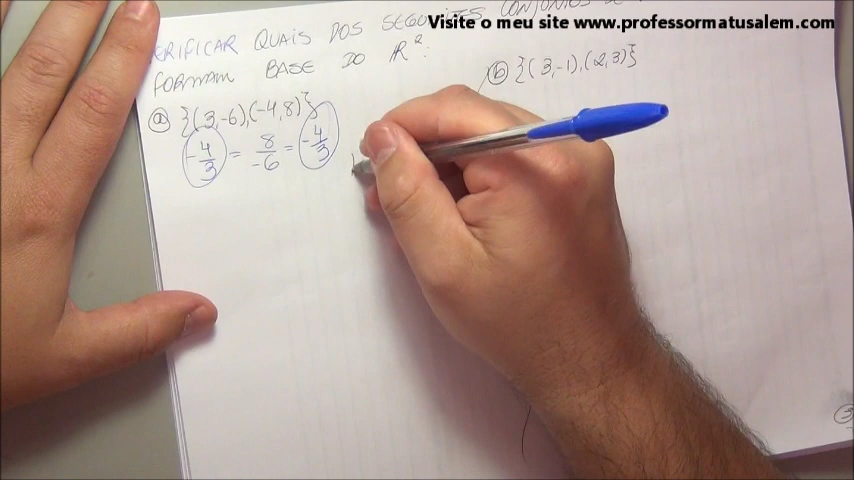 Visite o meu site www.professormatusalem.com
VERIFICAR QUAIS DOS SEGUINTES CONJUNTOS
FORMAM BASE DO R²:
ⓐ {(3,-6),(-4,8)}
ⓑ {(3,-1),(2,3)}
-4/3 = 8/-6 = -4/3